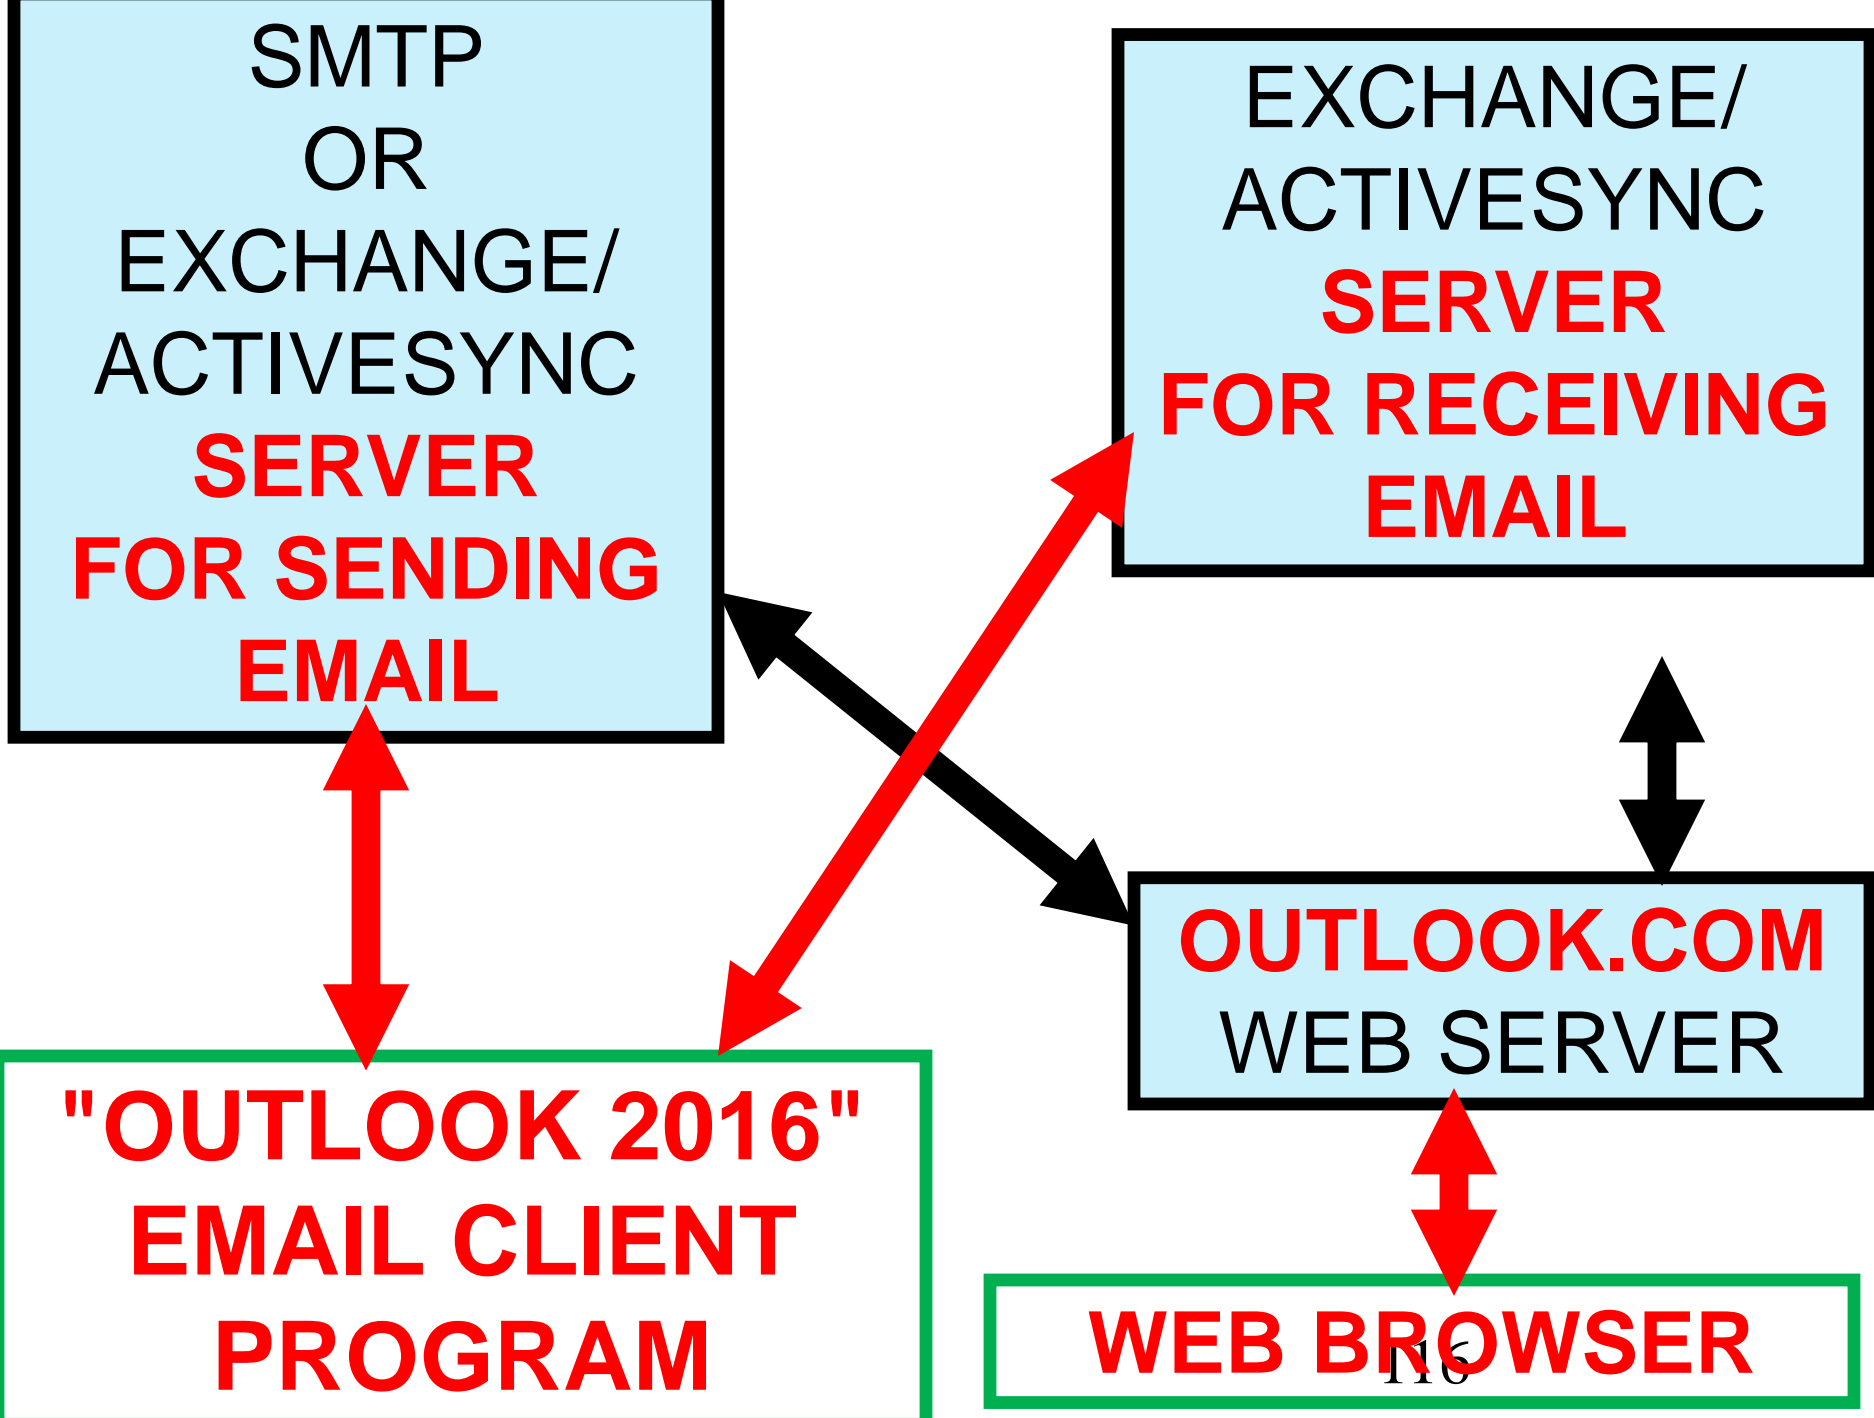 SMTP
OR
EXCHANGE/
ACTIVESYNC
SERVER
FOR SENDING
EMAIL
EXCHANGE/
ACTIVESYNC
SERVER
FOR RECEIVING
EMAIL
OUTLOOK.COM
WEB SERVER
"OUTLOOK 2016"
EMAIL CLIENT
PROGRAM
WEB BROWSER
116